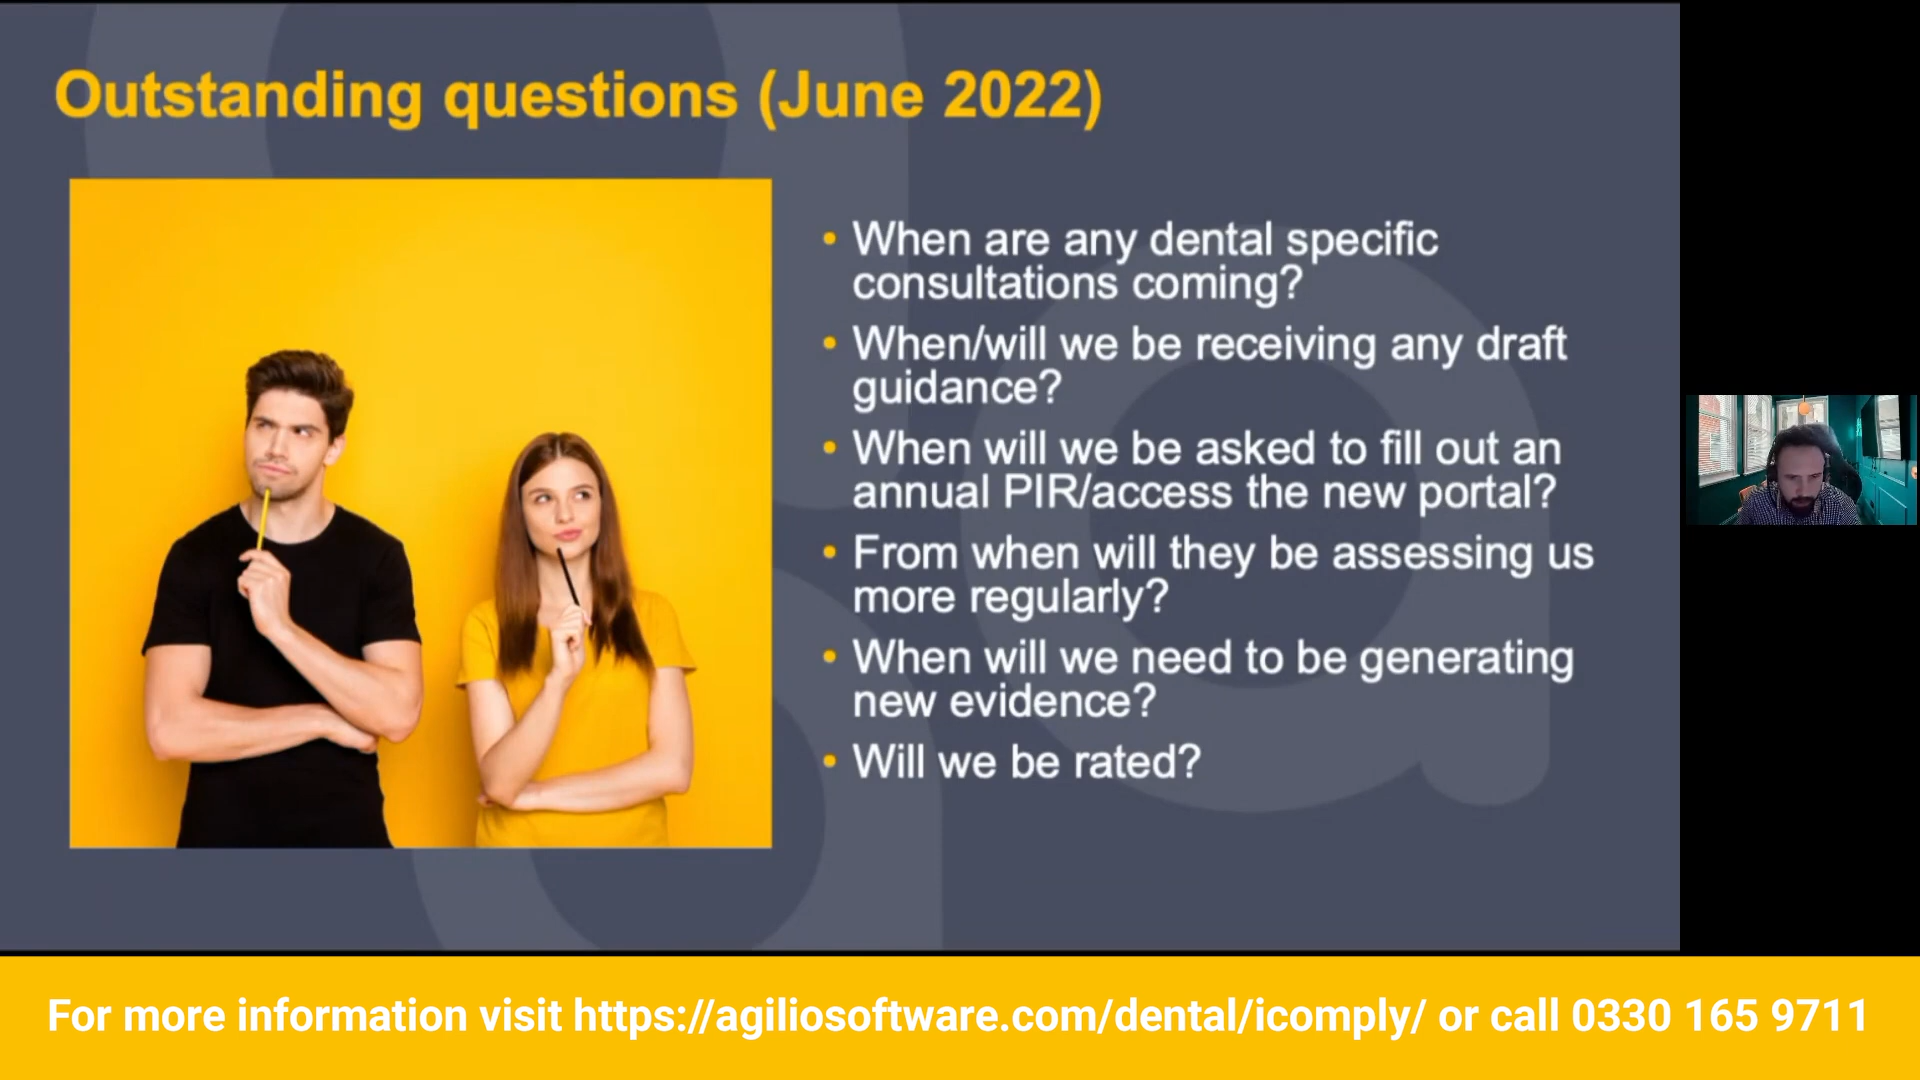 Outstanding questions (June 2022)
• When are any dental specific
consultations coming?
• When/will we be receiving any draft
guidance?
• When will we be asked to fill out an
annual PIR/access the new portal?
• From when will they be assessing us
more regularly?
• When will we need to be generating
new evidence?
• Will we be rated?
For more information visit https://agiliosoftware.com/dental/icomply/ or call 0330 165 9711